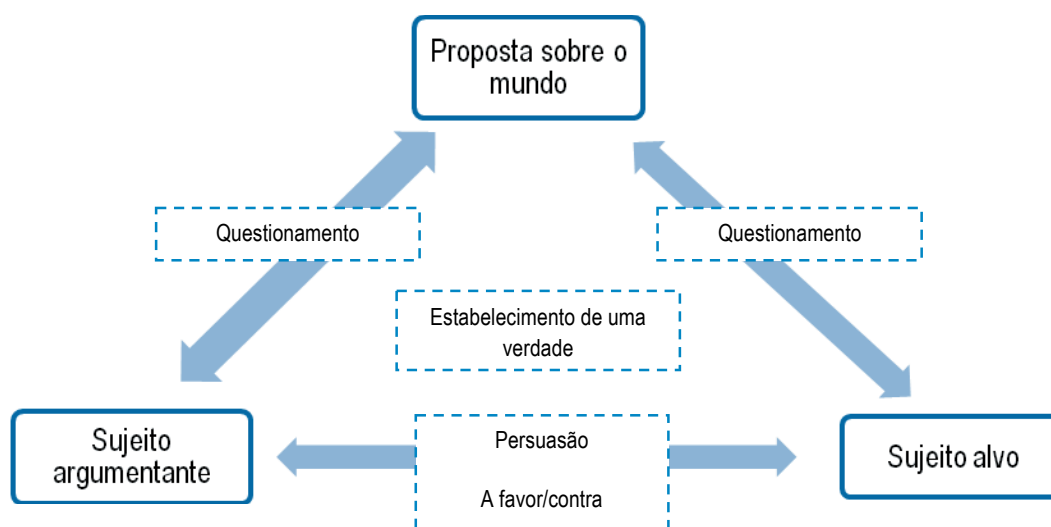 Proposta sobre o
mundo
Questionamento
Questionamento
Estabelecimento de uma
verdade
Sujeito
argumentante
Persuasão
A favor/contra
Sujeito alvo